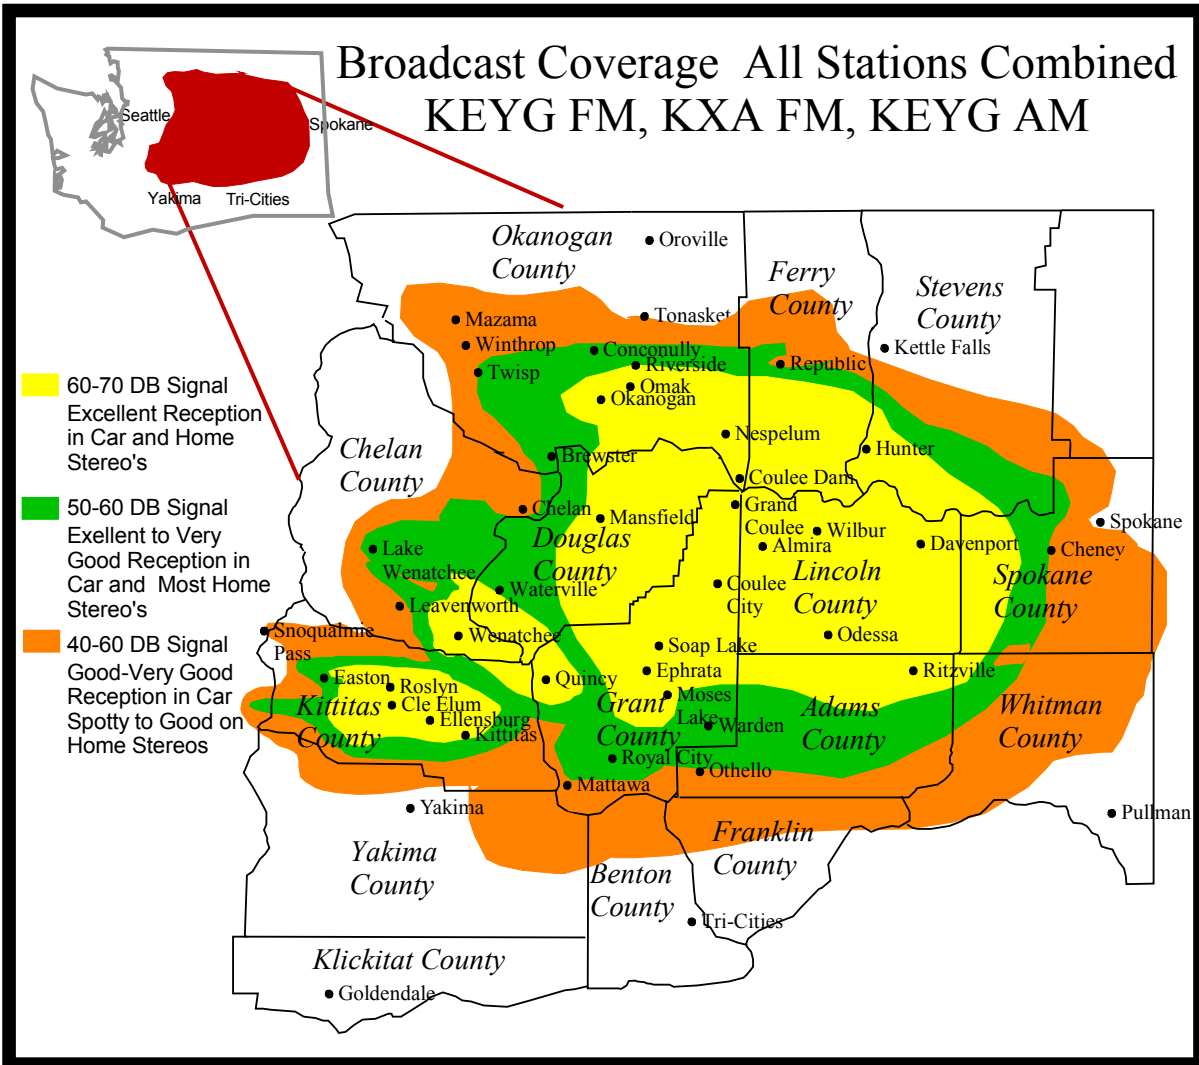 Broadcast Coverage  All Stations Combined
KEYG FM, KXA FM, KEYG AM
Seattle
Spokane
Yakima
Tri-Cities
60-70 DB Signal
Excellent Reception
in Car and Home
Stereo's
50-60 DB Signal
Exellent to Very
Good Reception in
Car and  Most Home
Stereo's
40-60 DB Signal
Good-Very Good
Reception in Car
Spotty to Good on
Home Stereos
Okanogan
County
Oroville
Ferry
County
Stevens
County
Mazama
Tonasket
Winthrop
Conconully
Kettle Falls
Twisp
Riverside
Republic
Omak
Okanogan
Chelan
County
Nespelum
Brewster
Hunter
Coulee Dam
Chelan
Mansfield
Grand
Coulee
Wilbur
Spokane
Douglas
County
Almira
Davenport
Cheney
Lake
Wenatchee
Lincoln
County
Spokane
County
Waterville
Coulee
City
Leavenworth
Snoqualmie
Pass
Wenatchee
Odessa
Soap Lake
Easton
Roslyn
Quincy
Ephrata
Ritzville
Kittitas
County
Cle Elum
Grant
County
Moses
Lake
Adams
County
Whitman
County
Ellensburg
Warden
Kittitas
Royal City
Othello
Mattawa
Yakima
Pullman
Yakima
County
Franklin
County
Benton
County
Tri-Cities
Klickitat County
Goldendale